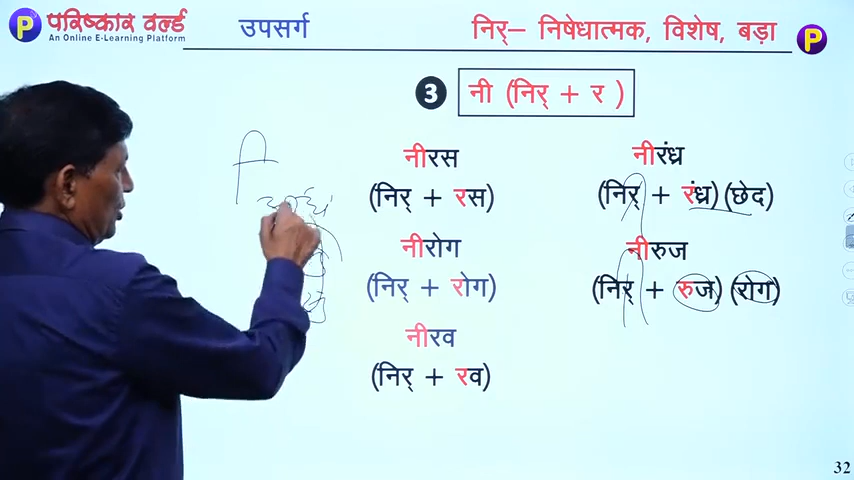 परिष्कार वर्ल्ड
An Online E-Learning Platform
उपसर्ग
निर्– निषेधात्मक, विशेष, बड़ा
3 नी (निर् + र )
नीरस
(निर् + रस)
नीरोग
(निर् + रोग)
नीरव
(निर् + रव)
नीरंध्र
(निर् + रंध्र) (छेद)
नीरुज
(निर् + रुज) (रोग)
32